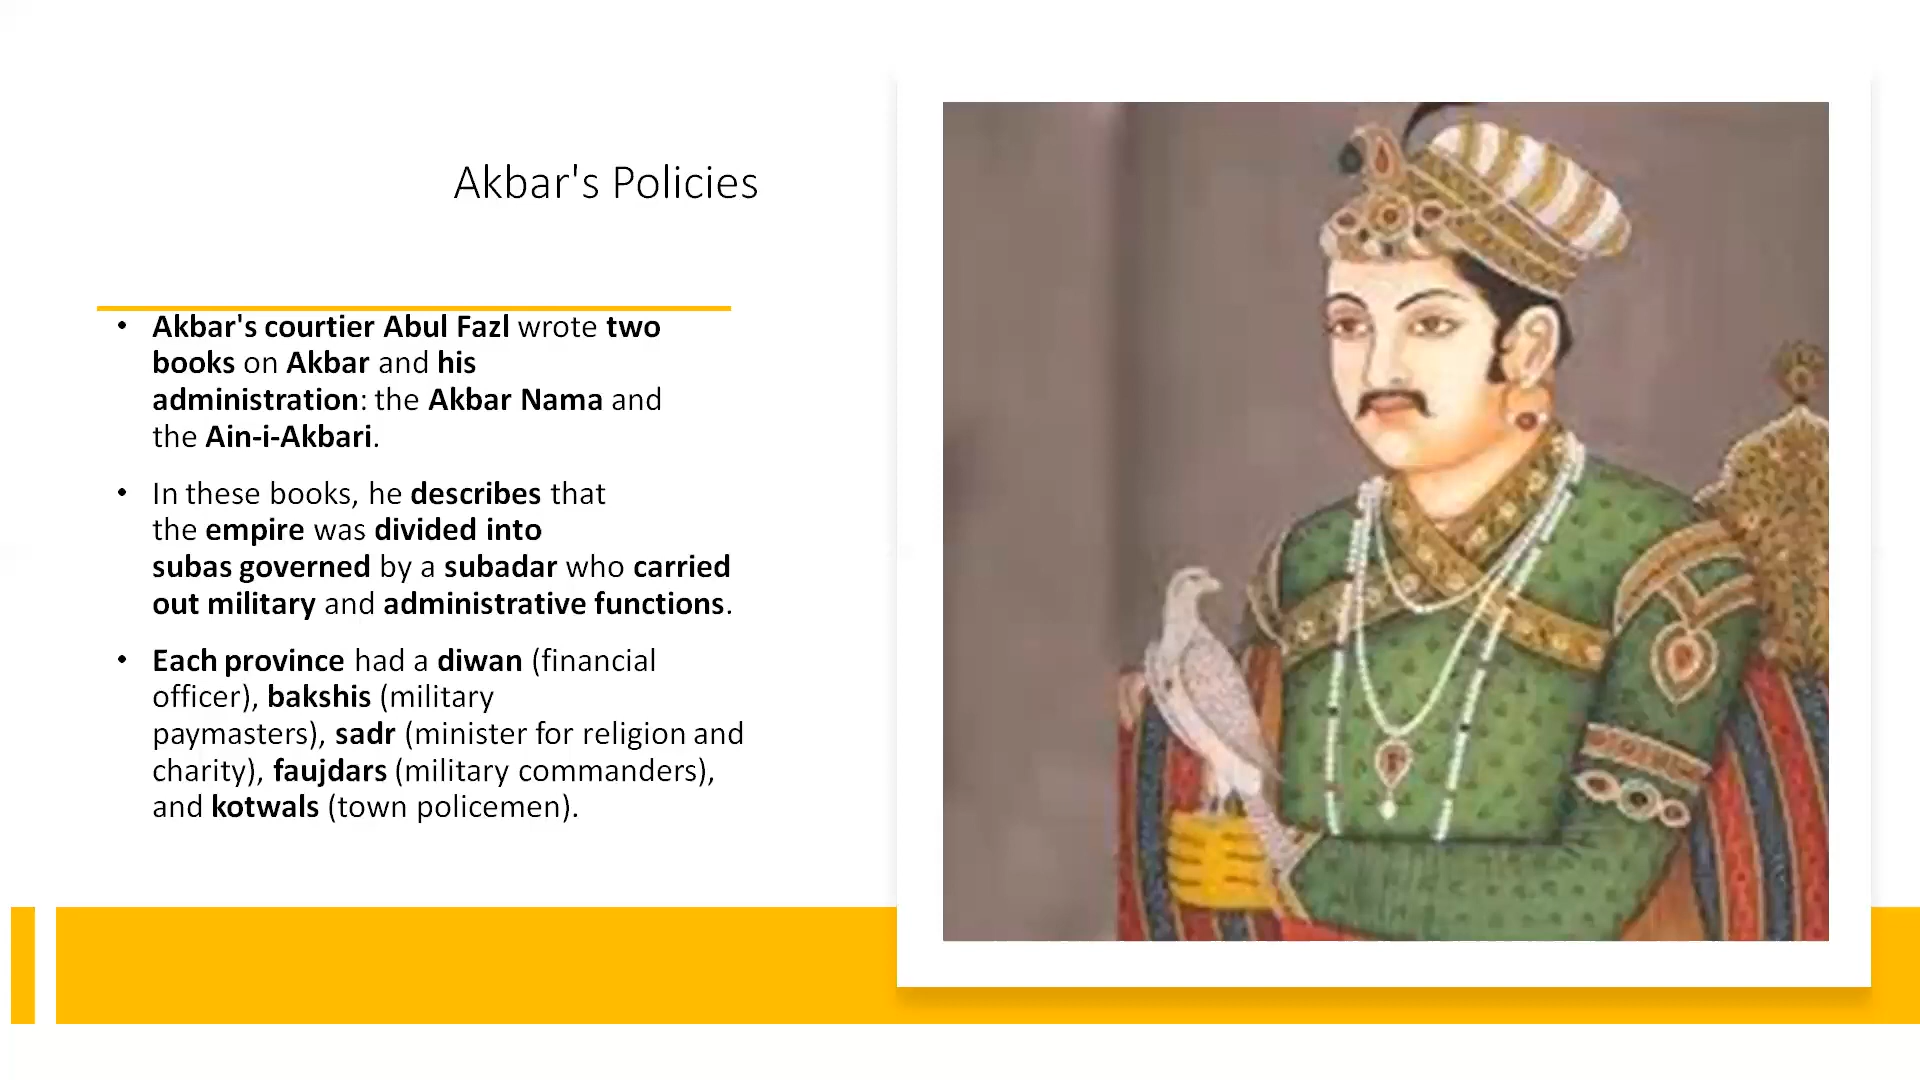 Akbar's Policies
• Akbar's courtier Abul Fazl wrote two
books on Akbar and his
administration: the Akbar Nama and
the Ain-i-Akbari.
• In these books, he describes that
the empire was divided into
subas governed by a subadar who carried
out military and administrative functions.
• Each province had a diwan (financial
officer), bakshis (military
paymasters), sadr (minister for religion and
charity), faujdars (military commanders),
and kotwals (town policemen).